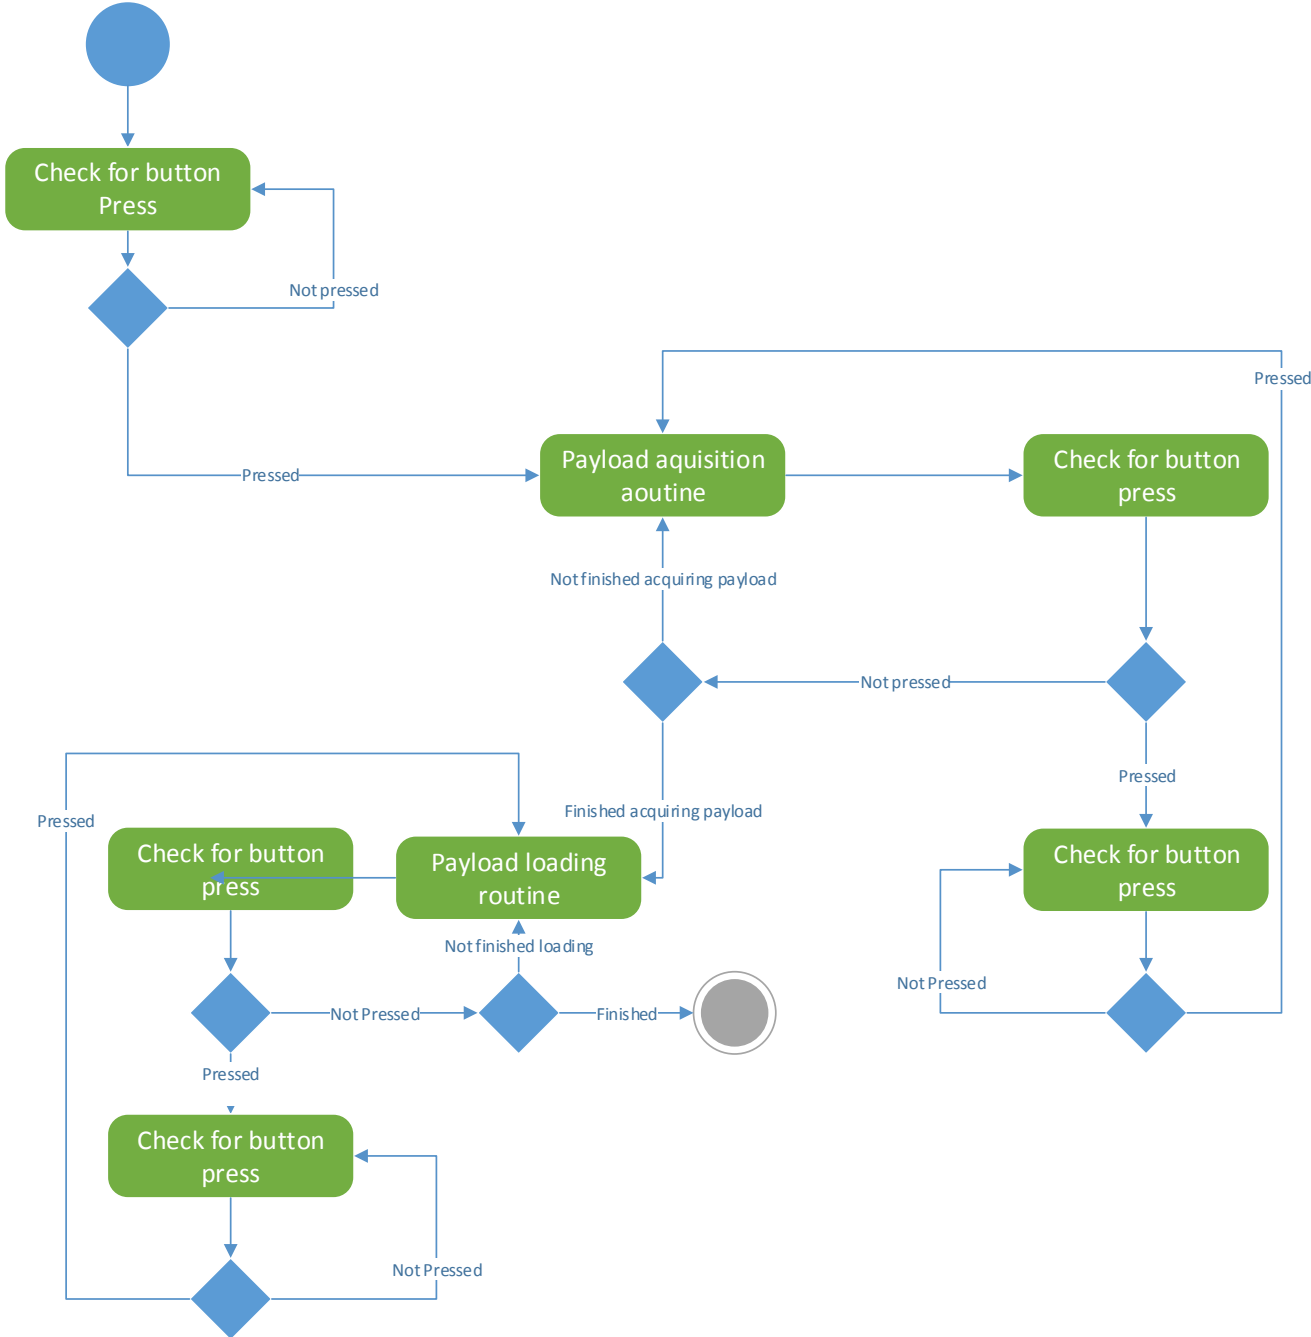 Check for button
Press
Not pressed
Pressed
Pressed
Payload aquisition
aoutine
Check for button
press
Not finished acquiring payload
Not pressed
Pressed
Finished acquiring payload
Pressed
Check for button
press
Payload loading
routine
Check for button
press
Not finished loading
Not Pressed
Not Pressed
Finished
Pressed
Check for button
press
Not Pressed